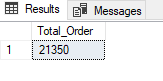 Results Messages
Total_Order
1 21350